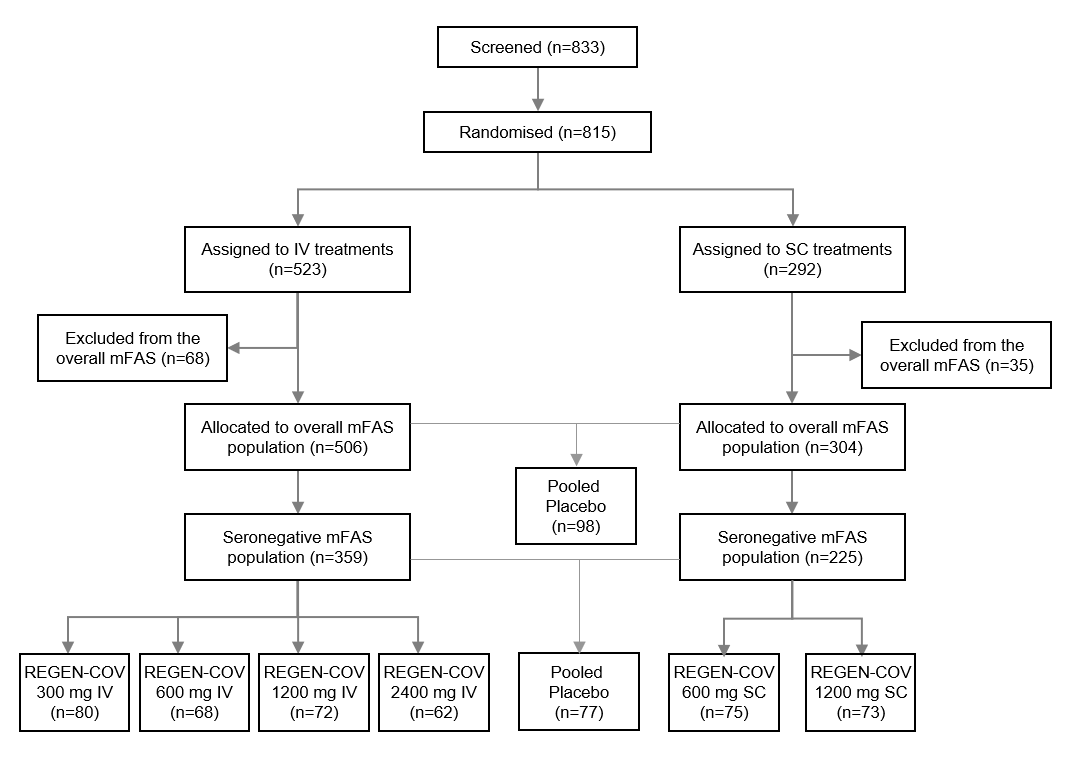 Screened (n=833)
Randomised (n=815)
Assigned to IV treatments
(n=523)
Assigned to SC treatments
(n=292)
Excluded from the
overall mFAS (n=68)
Excluded from the
overall mFAS (n=35)
Allocated to overall mFAS
population (n=506)
Allocated to overall mFAS
population (n=304)
Pooled
Placebo
(n=98)
Seronegative mFAS
population (n=359)
Seronegative mFAS
population (n=225)
REGEN-COV
300 mg IV
(n=80)
REGEN-COV
600 mg IV
(n=68)
REGEN-COV
1200 mg IV
(n=72)
REGEN-COV
2400 mg IV
(n=62)
Pooled
Placebo
(n=77)
REGEN-COV
600 mg SC
(n=75)
REGEN-COV
1200 mg SC
(n=73)